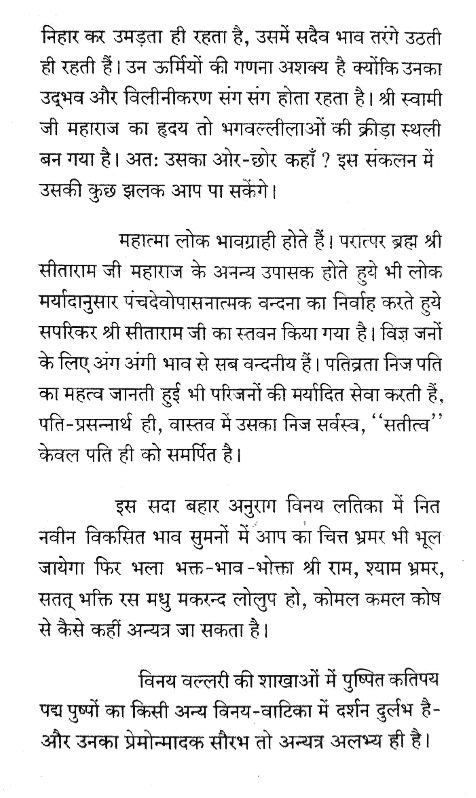 निहार कर उमड़ता ही रहता है, उसमें सदैव भाव तरंगे उठती
ही रहती हैं। उन ऊर्मियों की गणना अशक्य है क्योंकि उनका
उद्‌भव और विलीनीकरण संग संग होता रहता है। श्री स्वामी
जी महाराज का हृदय तो भगवल्लीलाओं की क्रीड़ा स्थली
बन गया है। अतः उसका ओर-छोर कहाँ ? इस संकलन में
उसकी कुछ झलक आप पा सकेंगे।
महात्मा लोक भावग्राही होते हैं। परात्पर ब्रह्म श्री
सीताराम जी महाराज के अनन्य उपासक होते हुये भी लोक
मर्यादानुसार पंचदेवोपासनात्मक वन्दना का निर्वाह करते हुये
सपरिकर श्री सीताराम जी का स्तवन किया गया है। विज्ञ जनों
के लिए अंग अंगी भाव से सब वन्दनीय हैं। पतिव्रता निज पति
का महत्व जानती हुई भी परिजनों की मर्यादित सेवा करती हैं,
पति-प्रसन्नार्थ ही, वास्तव में उसका निज सर्वस्व, ‘‘सतीत्व’’
केवल पति ही को समर्पित है।
इस सदा बहार अनुराग विनय लतिका में नित
नवीन विकसित भाव सुमनों में आप का चित्त भ्रमर भी भूल
जायेगा फिर भला भक्त-भाव-भोक्ता श्री राम, श्याम भ्रमर,
सतत् भक्ति रस मधु मकरन्द लोलुप हो, कोमल कमल कोष
से कैसे कहीं अन्यत्र जा सकता है।
विनय वल्लरी की शाखाओं में पुष्पित कतिपय
पद्य पुष्पों का किसी अन्य विनय-वाटिका में दर्शन दुर्लभ है-
और उनका प्रेमोन्मादक सौरभ तो अन्यत्र अलभ्य ही है।